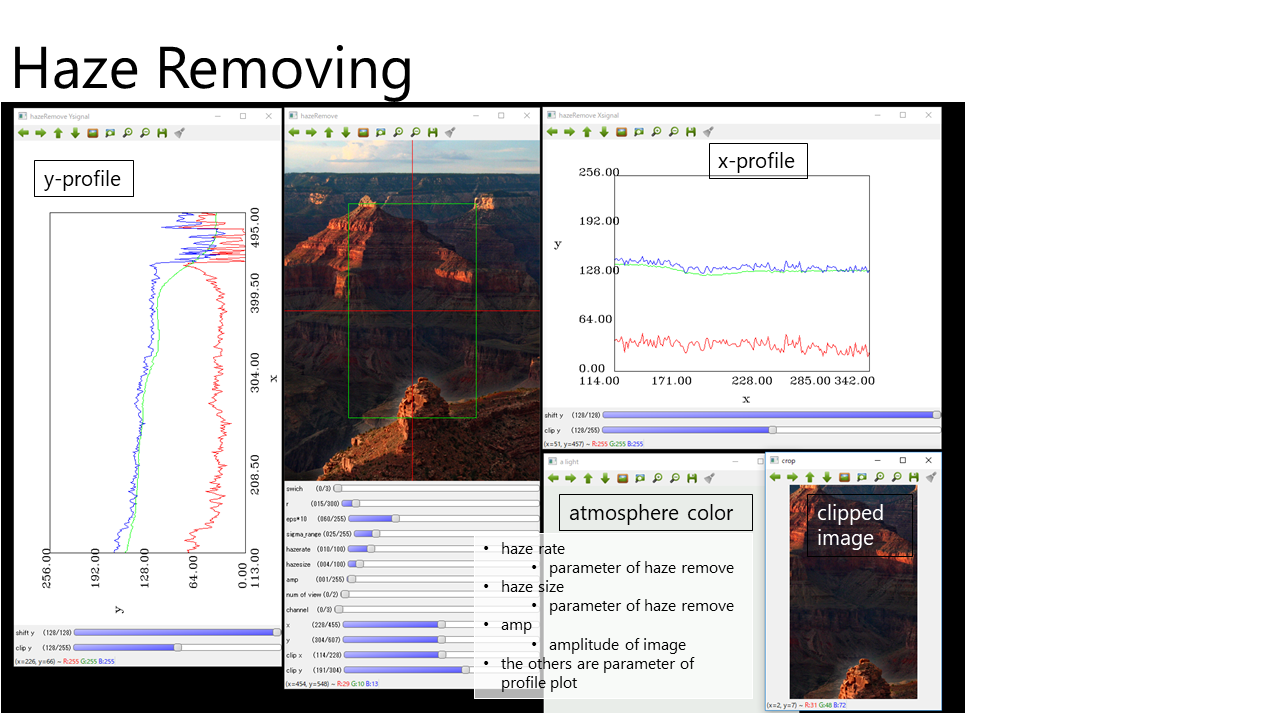 Haze Removing
hazeRemove Ysignal
y-profile
495.00
399.50
304.00
x
208.50
113.00
256.00
192.00
128.00
64.00
0.00
y
shift y (128/128)
clip y (128/255)
(x=226, y=66) ~ R:255 G:255 B:255
hazeRemove
swich (0/3)
r (015/300)
eps*10 (060/255)
sigma_range (025/255)
hazerate (010/100)
hazesize (004/100)
amp (001/255)
num of view (0/2)
channel (0/3)
x (228/455)
y (304/607)
clip x (114/228)
clip y (191/304)
(x=454, y=548) ~ R:29 G:10 B:13
hazeRemove Xsignal
x-profile
256.00
192.00
y
128.00
64.00
0.00
114.00 171.00 228.00 285.00 342.00
x
shift y (128/128)
clip y (128/255)
(x=51, y=457) ~ R:255 G:255 B:255
a light
atmosphere color
• haze rate
• parameter of haze remove
• haze size
• parameter of haze remove
• amp
• amplitude of image
• the others are parameter of
profile plot
crop
clipped
image
(x=2, y=7) ~ R:31 G:48 B:72